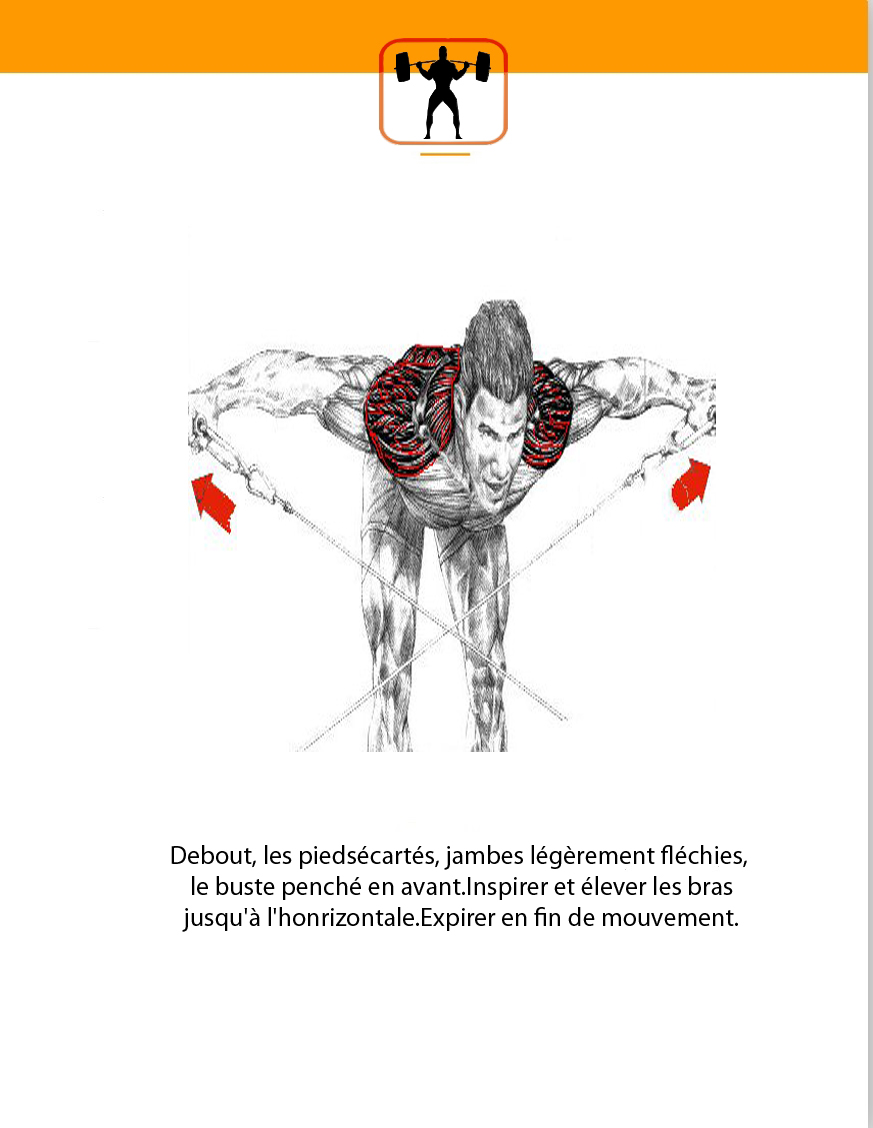 Debout, les piedsécartés, jambes légèrement fléchies,
le buste penché en avant.Inspirer et élever les bras
jusqu'à l'honrizontale.Expirer en fin de mouvement.